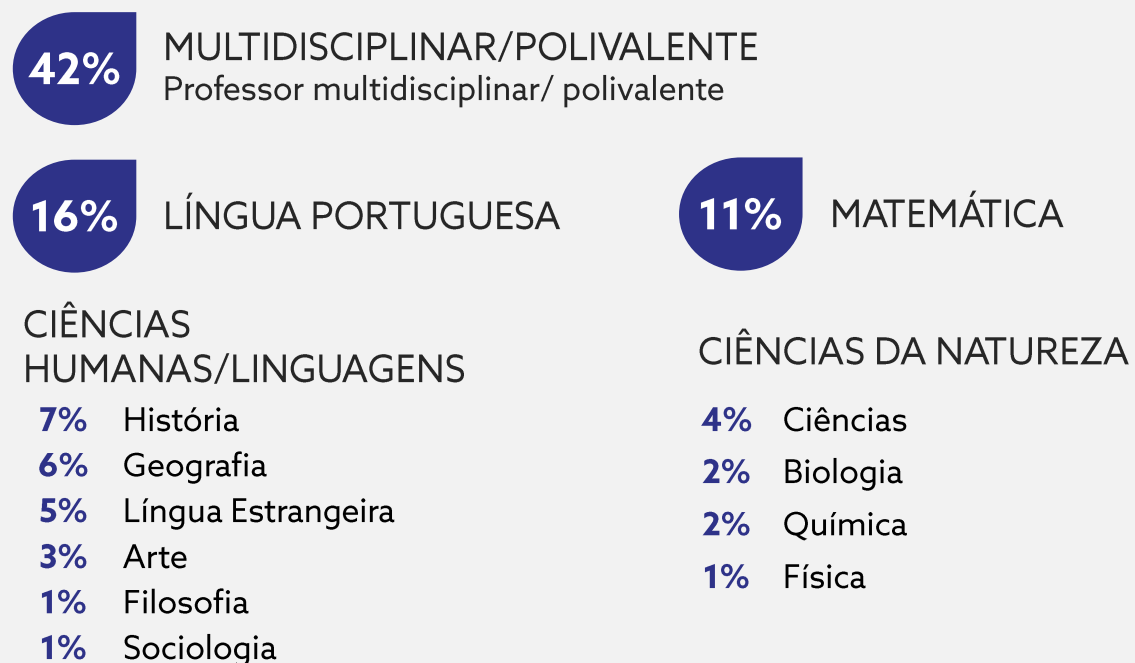 42%
MULTIDISCIPLINAR/POLIVALENTE
Professor multidisciplinar/ polivalente
16%
LÍNGUA PORTUGUESA
11%
MATEMÁTICA
CIÊNCIAS
HUMANAS/LINGUAGENS
7% História
6% Geografia
5% Língua Estrangeira
3% Arte
1% Filosofia
1% Sociologia
CIÊNCIAS DA NATUREZA
4% Ciências
2% Biologia
2% Química
1% Física